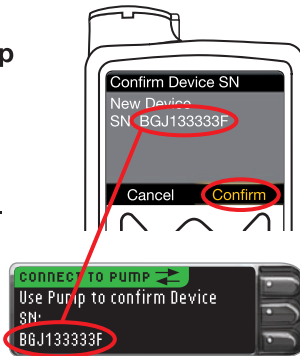 p
Confirm Device SN
New Device
SN BGJ133333F
Cancel Confirm
CONNECT TO PUMP
Use Pump to confirm Device
SN:
BGJ133333F